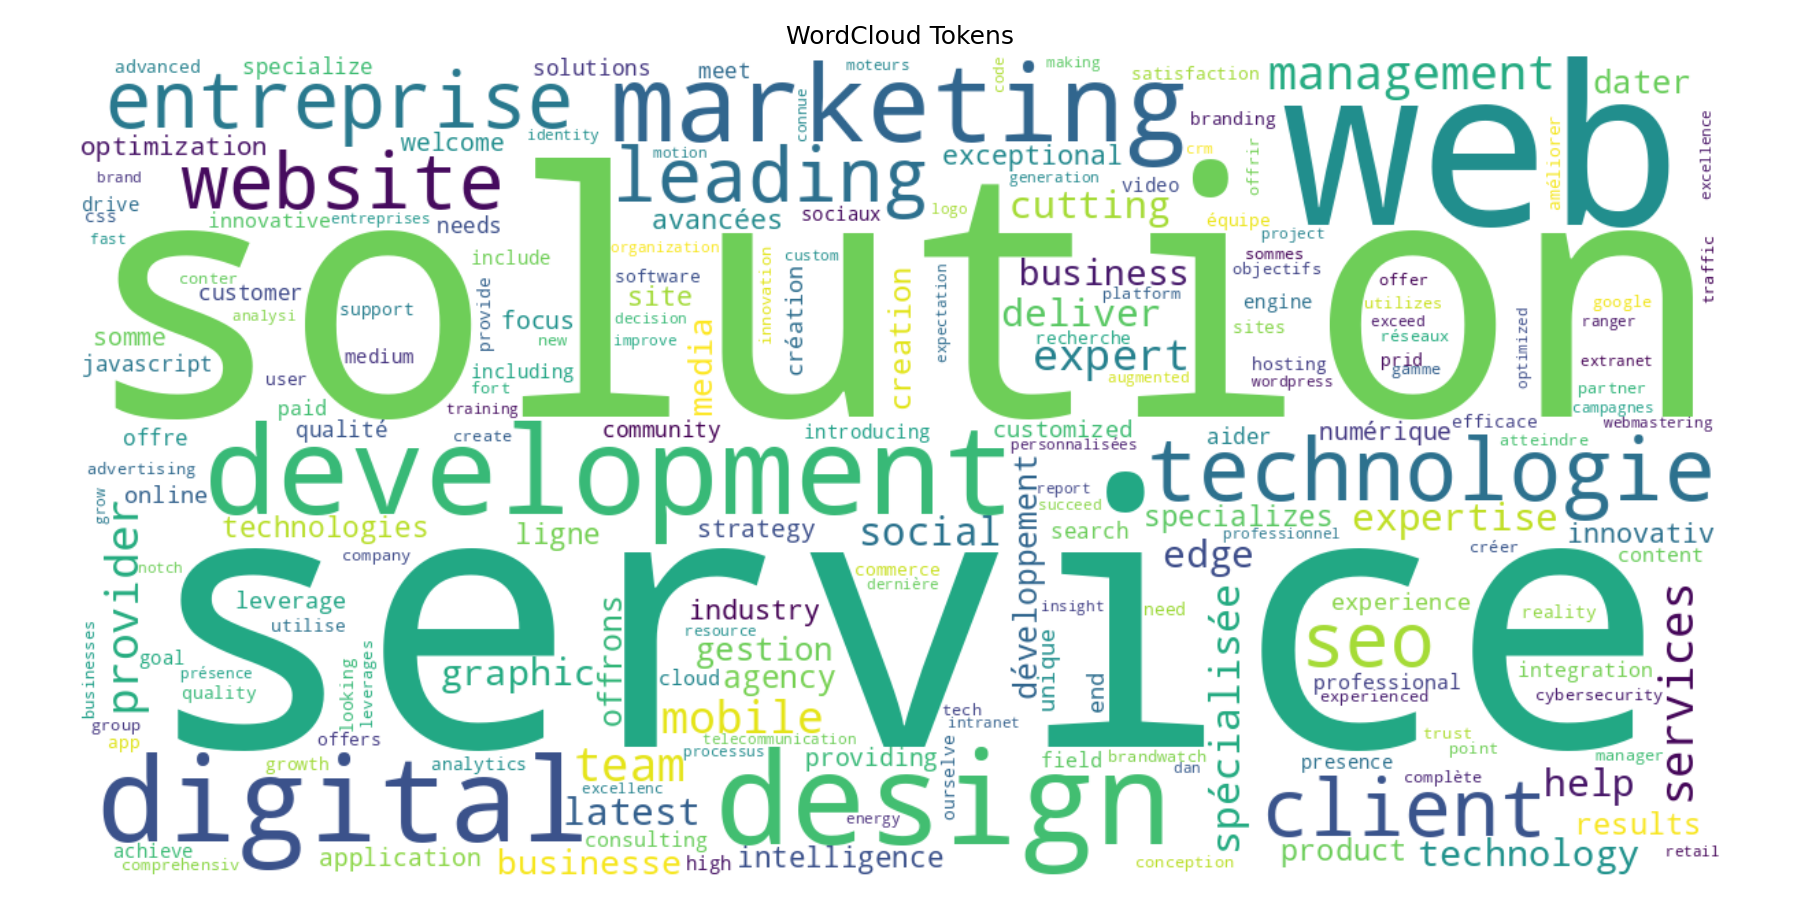 WordCloud Tokens
advanced
specialize
solutions
meet
moteurs
code
making
satisfaction
management
dater
entreprise
marketing
web
connue
identity
welcome
optimization
website
leading
motion
exceptional
branding
crm
offrir
améliorer
excellence
brand
generation
video
drive
css
innovative
entreprises
needs
avancées
sociaux
logo
cutting
équipe
fast
solution
include
organization
innovation
custom
software
project
sommes
objectifs
traffic
conter
customer
analysi
support
provide
site
création
creation
expectation
business
platform
engine
offer
utilizes
google
exceed
ranger
réseaux
focus
decision
media
deliver
sites
somme
new
improve
recherche
javascript
medium
including
expert
hosting
prid
gamme
optimized
extranet
user
fort
augmented
wordpress
partner
paid
training
campagnes
offre
qualité
create
community
introducing
customized
aider
numérique
efficace
webmastering
personnalisées
atteindre
advertising
development
technologie
online
grow
développement
report
succeed
technologies
ligne
strategy
social
search
specializes
expertise
innovativ
professionnel
provider
notch
company
service
commerce
dernière
edge
créer
content
leverage
utilise
offrons
industry
resource
insight
need
spécialisée
experience
reality
businesses
goal
présence
quality
looking
leverages
graphic
gestion
cloud
agency
unique
end
seo
integration
professional
experienced
cybersecurity
services
group
app
offers
mobile
tech
intranet
telecommunication
processus
trust
point
manager
growth
analytics
team
providing
ourselve
field
brandwatch
dan
presence
complète
help
digital
excellenc
latest
design
energy
client
results
achieve
comprehensiv
application
consulting
businesse
high
intelligence
conception
product
technology
retail